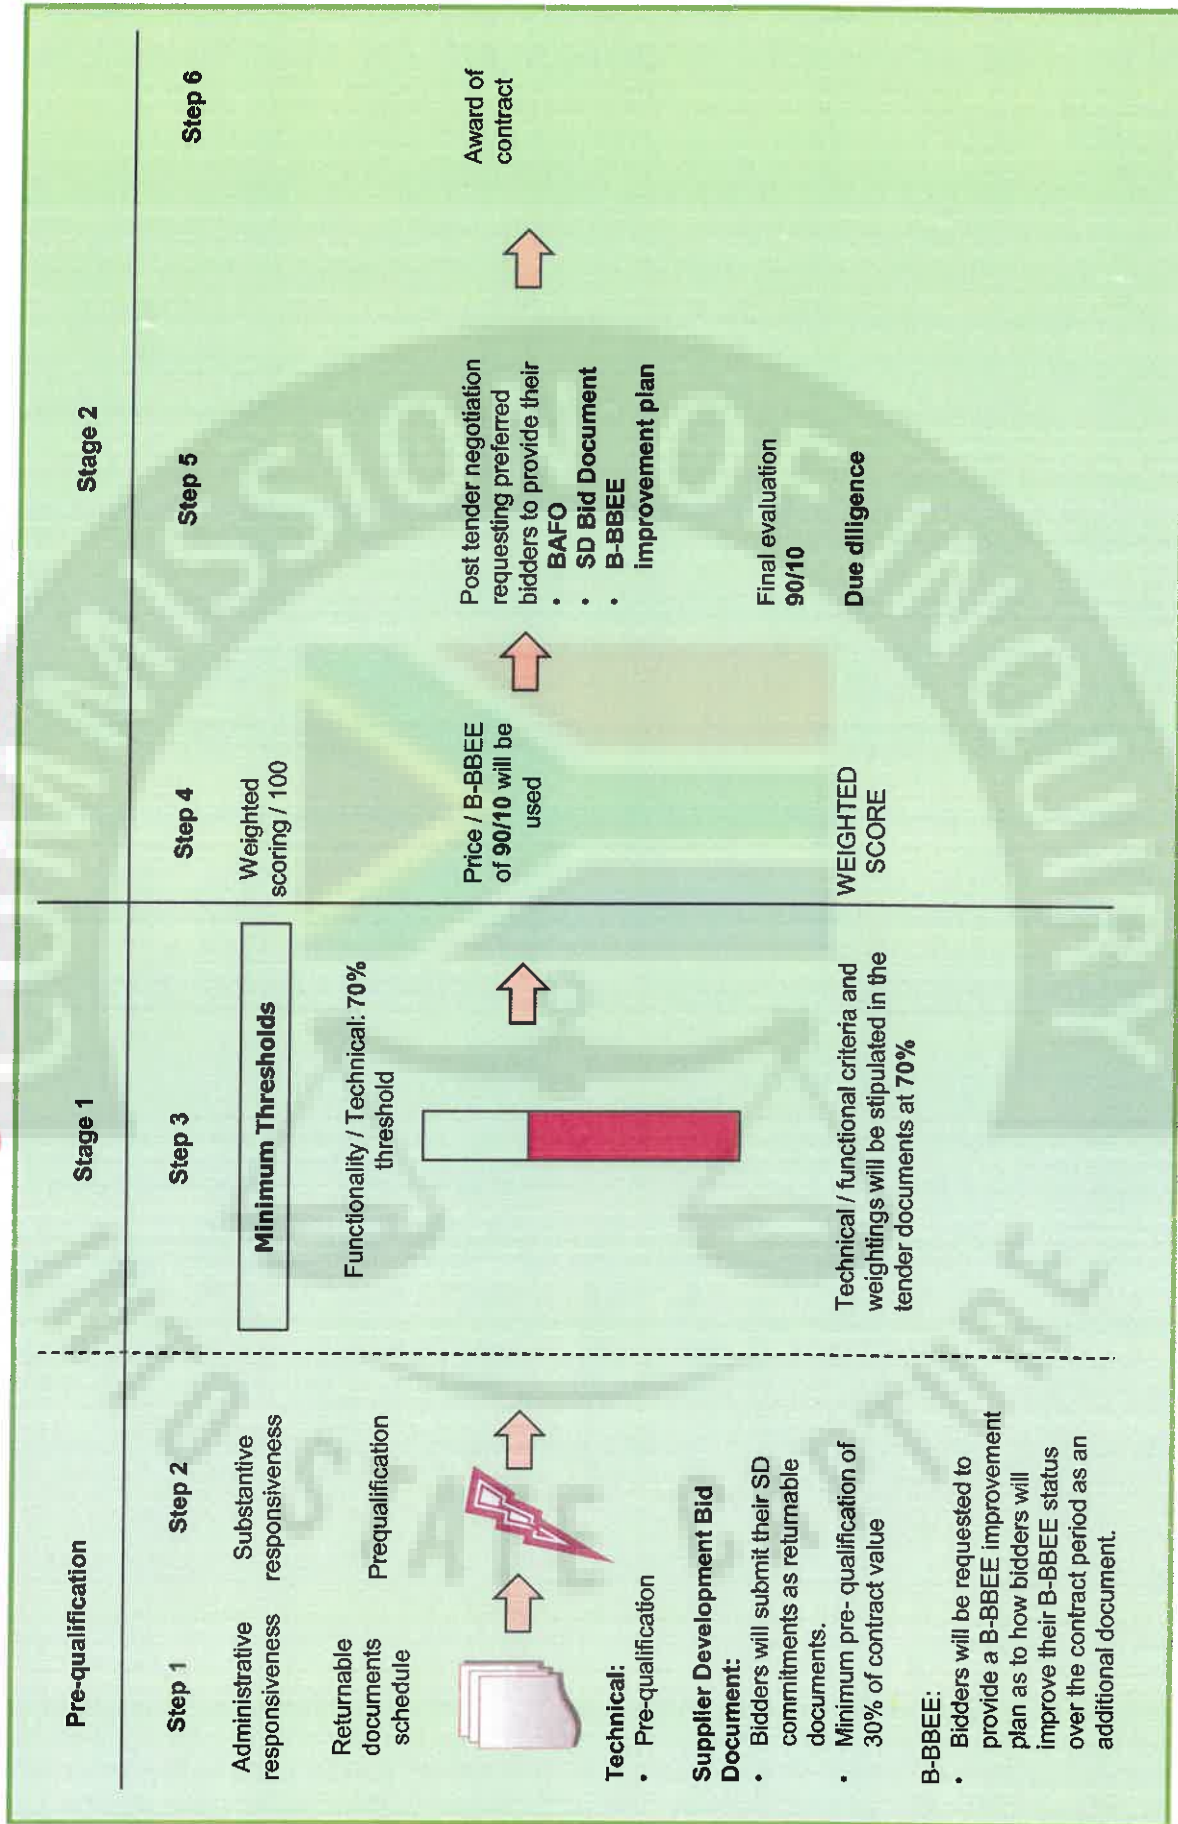 Pre-qualification
Stage 1
Stage 2
Step 1
Step 2
Step 3
Step 4
Step 5
Step 6
Administrative
responsiveness
Substantive
responsiveness
Returnable
documents
schedule
Prequalification
Technical:
• Pre-qualification
Supplier Development Bid
Document:
• Bidders will submit their SD
commitments as returnable
documents.
• Minimum pre- qualification of
30% of contract value
B-BBEE:
• Bidders will be requested to
provide a B-BBEE improvement
plan as to how bidders will
improve their B-BBEE status
over the contract period as an
additional document.
Minimum Thresholds
Functionality / Technical: 70%
threshold
Technical / functional criteria and
weightings will be stipulated in the
tender documents at 70%
Weighted
scoring / 100
Price / B-BBEE
of 90/10 will be
used
WEIGHTED
SCORE
Post tender negotiation
requesting preferred
bidders to provide their
• BAFO
• SD Bid Document
• B-BBEE
improvement plan
Final evaluation
90/10
Due diligence
Award of
contract
COMMISSION OF INQUIRY
INTO STATE CAPTURE